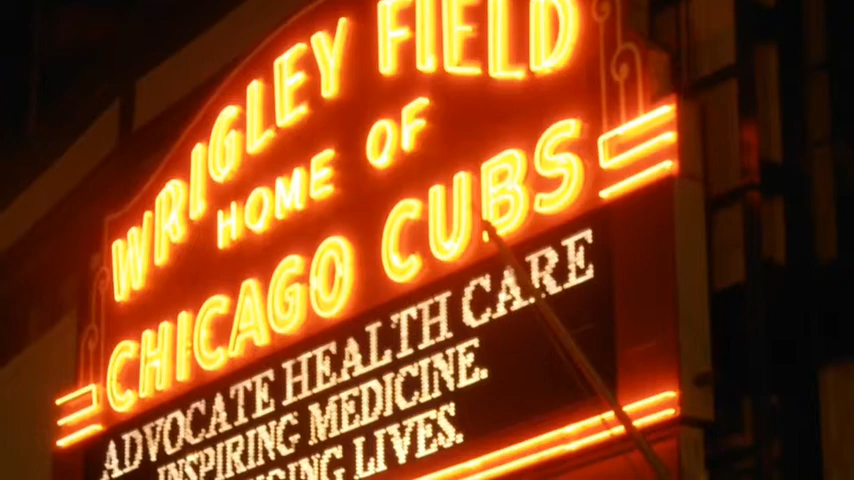 WRIGLEY FIELD
HOME OF
CHICAGO CUBS
ADVOCATE HEALTH CARE
INSPIRING MEDICINE.
LIVES.